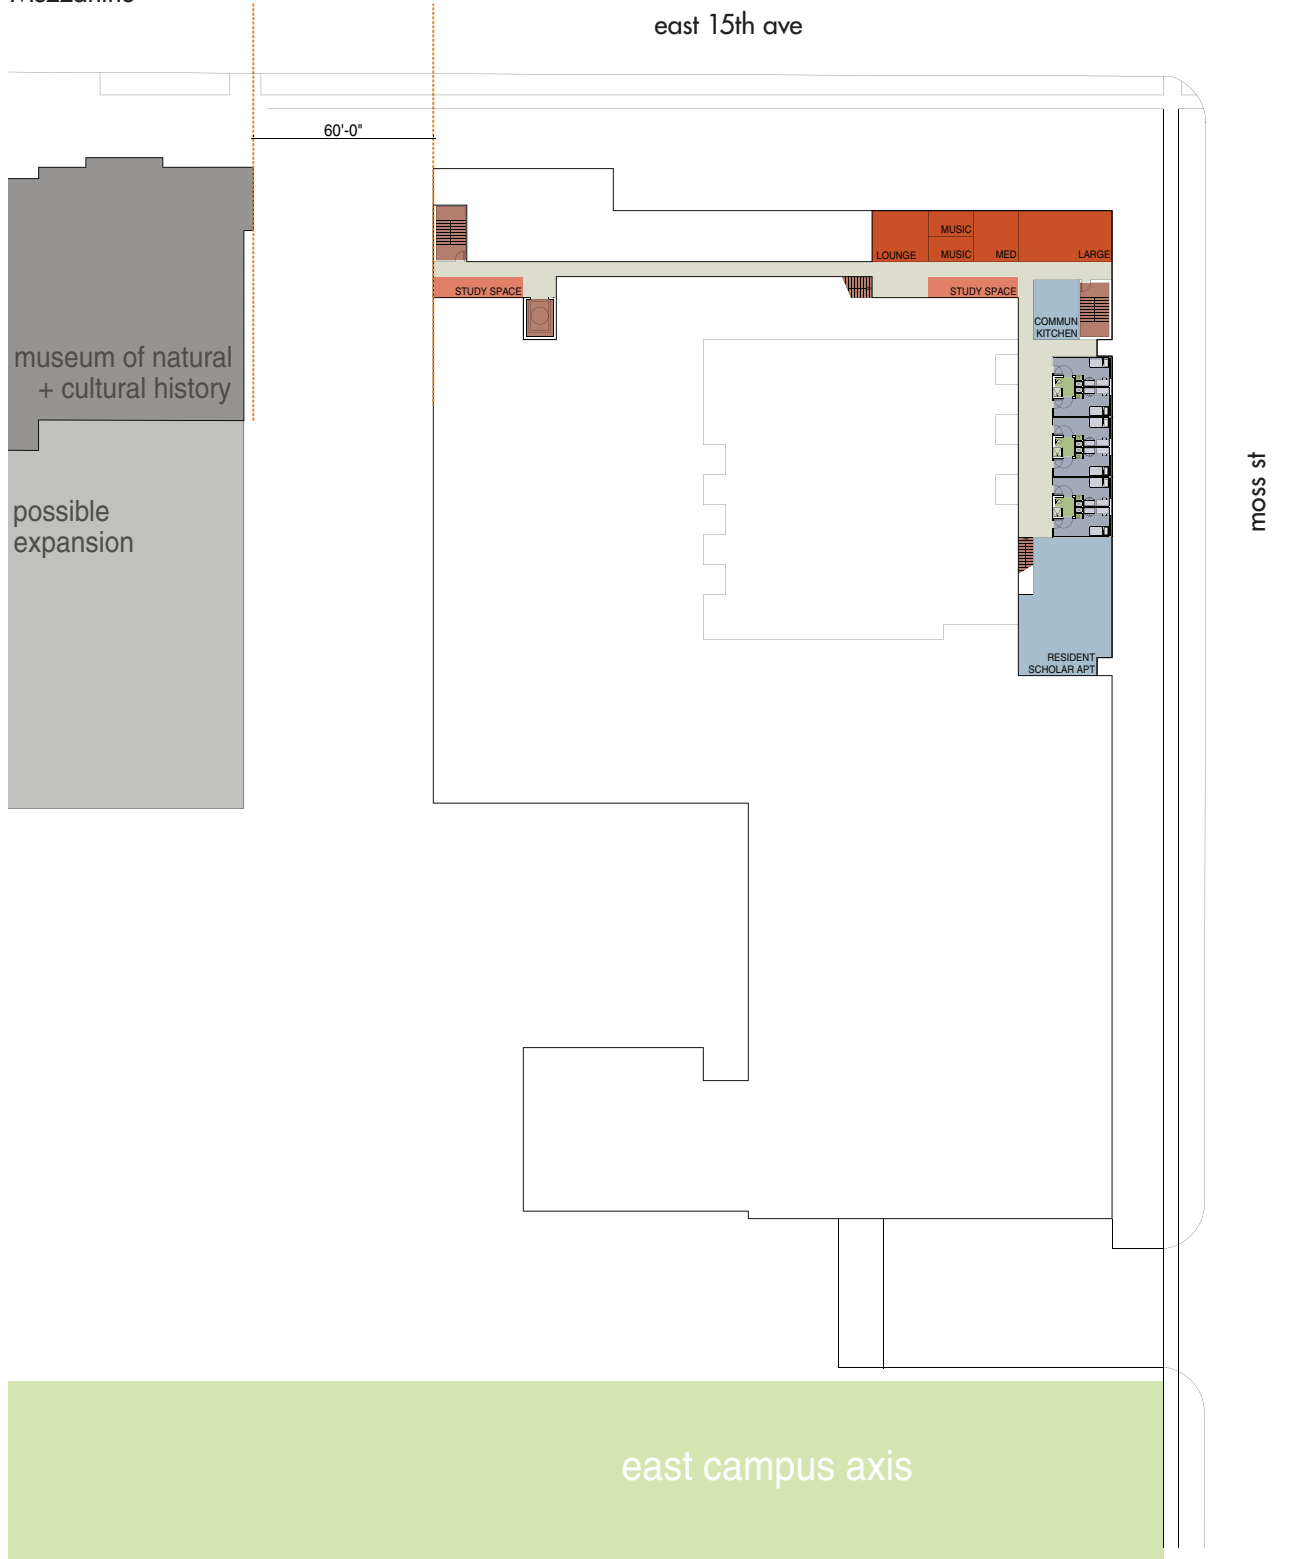 Mezzanine
east 15th ave
60'-0"
MUSIC
LOUNGE
MUSIC
MED
LARGE
STUDY SPACE
STUDY SPACE
COMMUN
KITCHEN
museum of natural
+ cultural history
moss st
possible
expansion
RESIDENT
SCHOLAR APT
east campus axis